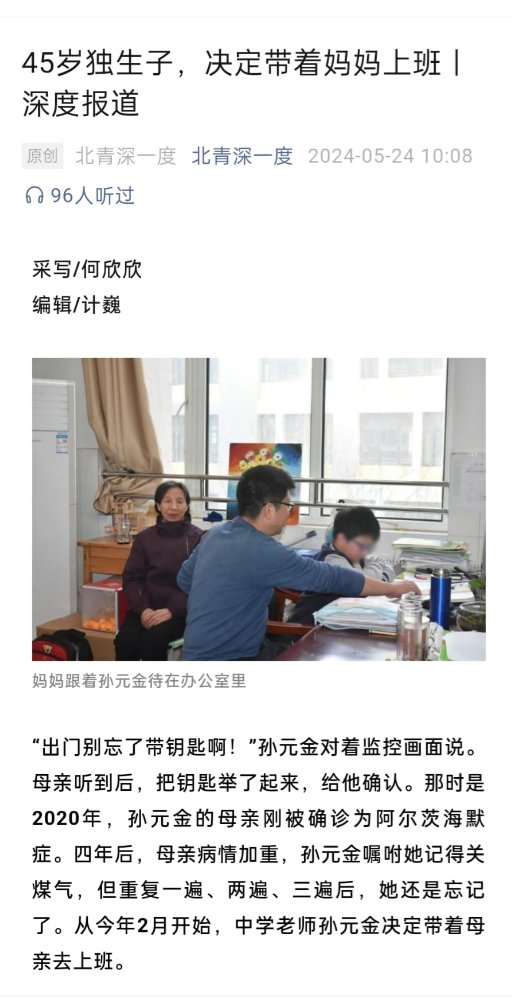 45岁独生子，决定带着妈妈上班丨
深度报道
原创 北青深一度 北青深一度 2024-05-24 10:08
96人听过
采写/何欣欣
编辑/计巍
妈妈跟着孙元金待在办公室里
“出门别忘了带钥匙啊！”孙元金对着监控画面说。
母亲听到后，把钥匙举了起来，给他确认。那时是
2020年，孙元金的母亲刚被确诊为阿尔茨海默
症。四年后，母亲病情加重，孙元金嘱咐她记得关
煤气，但重复一遍、两遍、三遍后，她还是忘记
了。从今年2月开始，中学老师孙元金决定带着母
亲去上班。